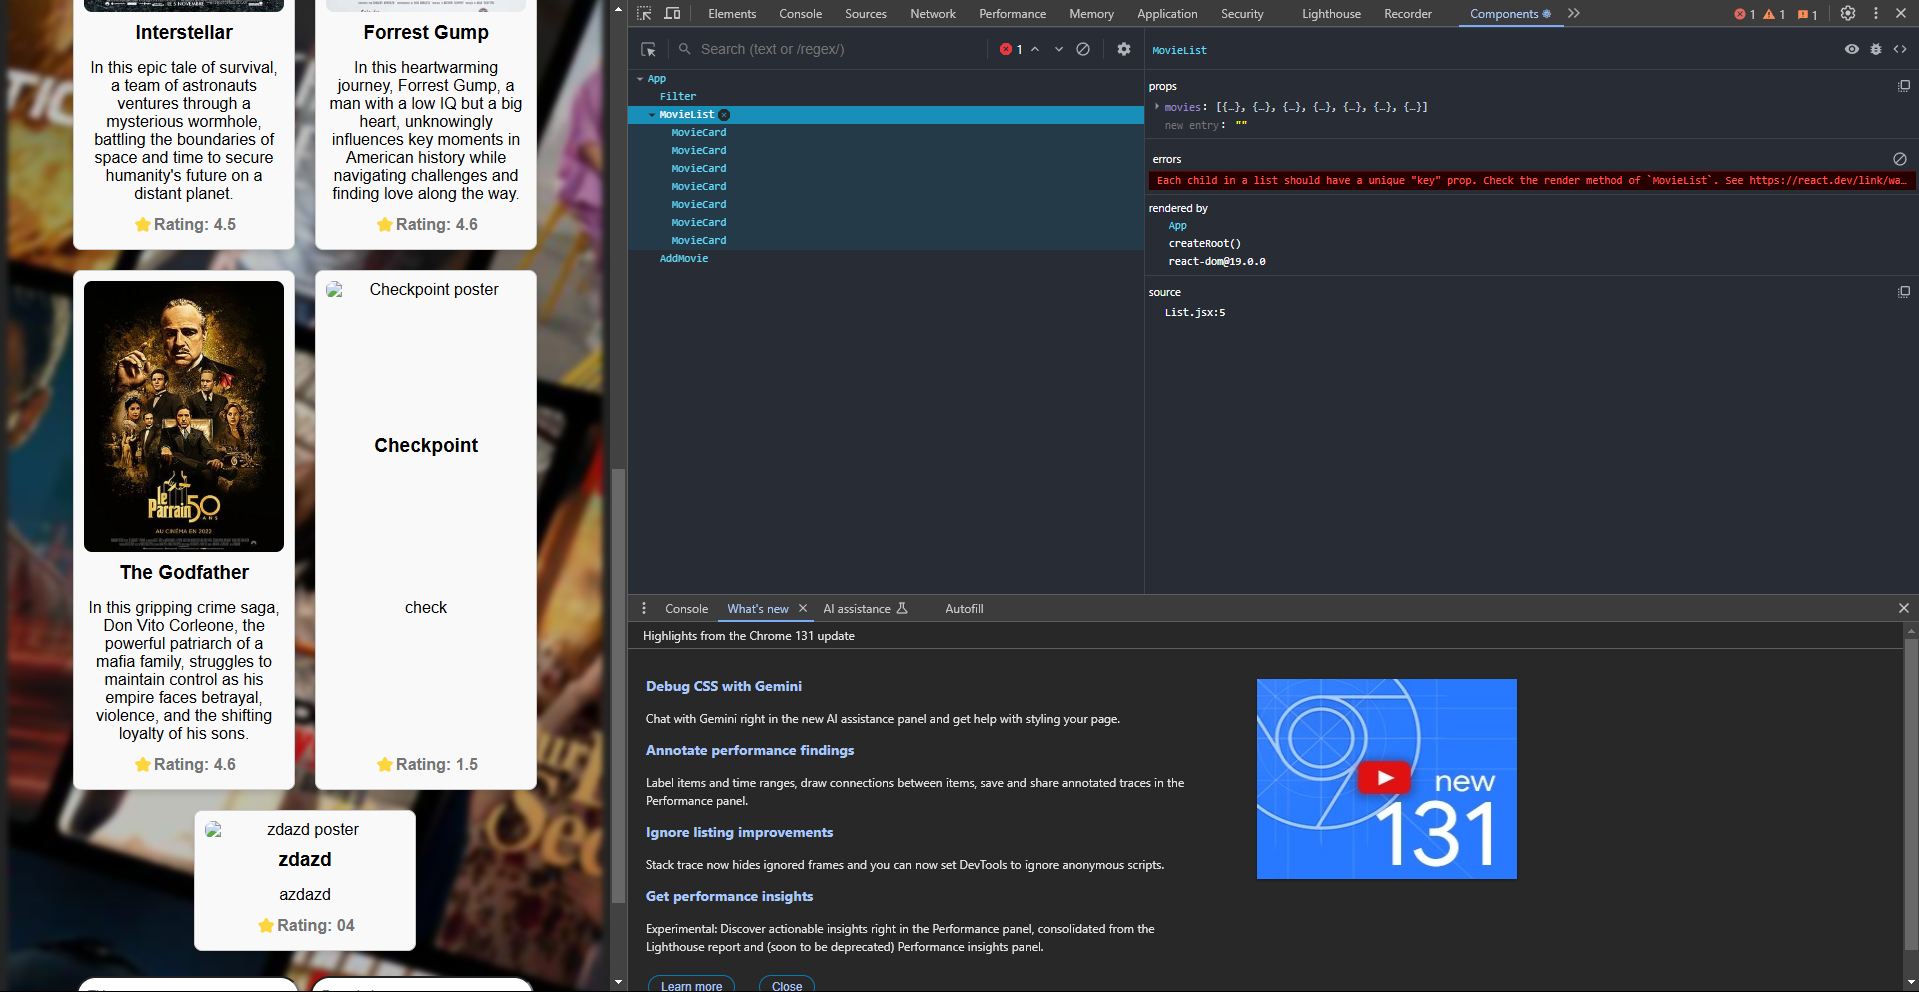 LE 5 NOVEMBRE
Interstellar
In this epic tale of survival,
a team of astronauts
ventures through a
mysterious wormhole,
battling the boundaries of
space and time to secure
humanity's future on a
distant planet.
Rating: 4.5
Forrest Gump
In this heartwarming
journey, Forrest Gump, a
man with a low IQ but a big
heart, unknowingly
influences key moments in
American history while
navigating challenges and
finding love along the way.
Rating: 4.6
le
Parrain 50
ANS
AU CINÉMA EN 2022
The Godfather
In this gripping crime saga,
Don Vito Corleone, the
powerful patriarch of a
mafia family, struggles to
maintain control as his
empire faces betrayal,
violence, and the shifting
loyalty of his sons.
Rating: 4.6
Checkpoint poster
Checkpoint
check
Rating: 1.5
zdazd poster
zdazd
azdazd
Rating: 04
Elements Console Sources Network Performance Memory Application Security Lighthouse Recorder Components 1 1 1
Search (text or /regex/) 1
App
Filter
MovieList
MovieCard
MovieCard
MovieCard
MovieCard
MovieCard
MovieCard
MovieCard
AddMovie
MovieList
props
movies: [{…}, {…}, {…}, {…}, {…}, {…}, {…}]
new entry: ""
errors
Each child in a list should have a unique "key" prop. Check the render method of `MovieList`. See https://react.dev/link/wa…
rendered by
App
createRoot()
react-dom@19.0.0
source
List.jsx:5
Console What's new AI assistance Autofill
Highlights from the Chrome 131 update
Debug CSS with Gemini
Chat with Gemini right in the new AI assistance panel and get help with styling your page.
Annotate performance findings
Label items and time ranges, draw connections between items, save and share annotated traces in the
Performance panel.
Ignore listing improvements
Stack trace now hides ignored frames and you can now set DevTools to ignore anonymous scripts.
Get performance insights
Experimental: Discover actionable insights right in the Performance panel, consolidated from the
Lighthouse report and (soon to be deprecated) Performance insights panel.
Learn more Close
new
131